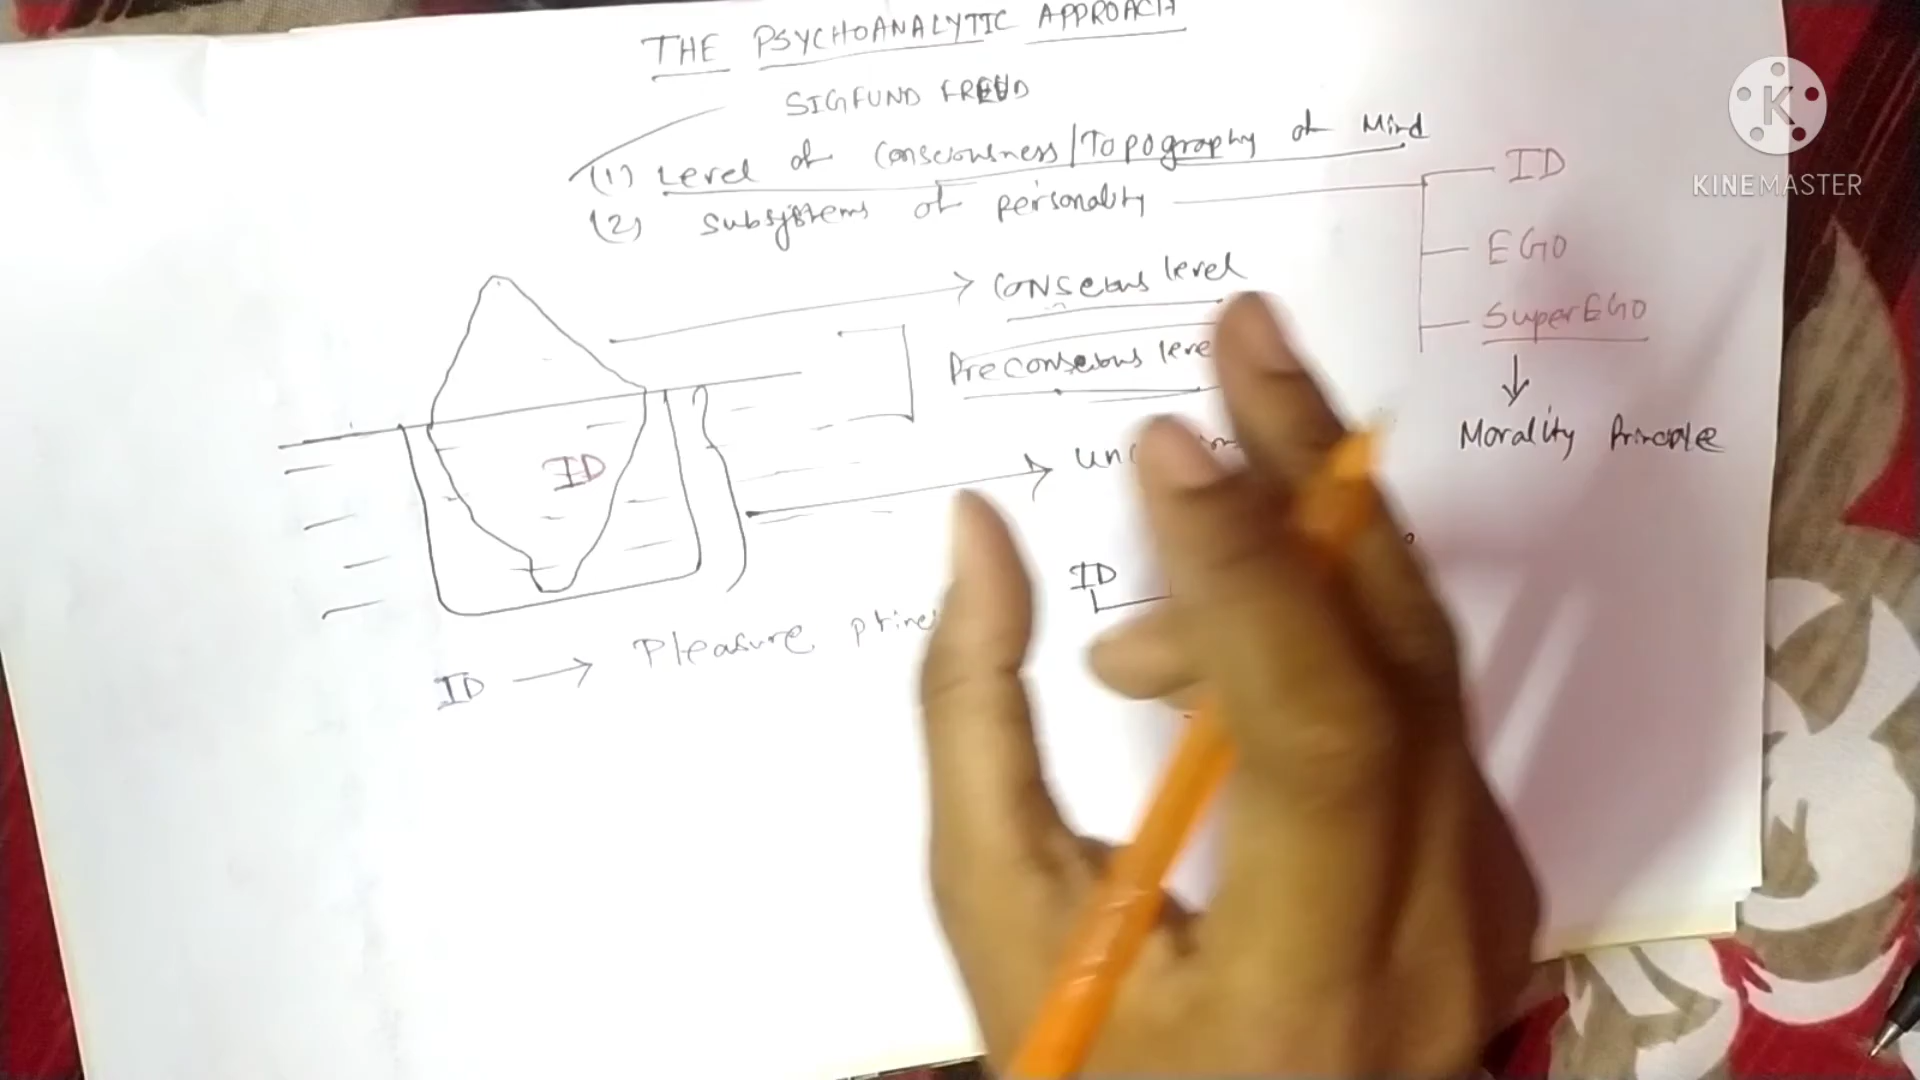 THE PSYCHOANALYTIC APPROACH
SIGFUND FREUD
(1) Level of Consciousness/Topography of Mind
(2) subsystems of personality
ID
EGO
SuperEGO
Morality Principle
Conscious level
Preconscious
ID
ID
ID → Pleasure
K
KINEMASTER